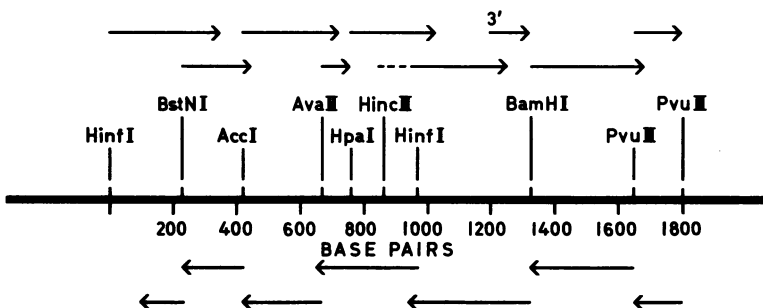 3'
BstNI AvaIII HincII BamHI PvuII
HinfI AccI HpaI HinfI PvuII
200 400 600 800 1000 1200 1400 1600 1800
BASE PAIRS